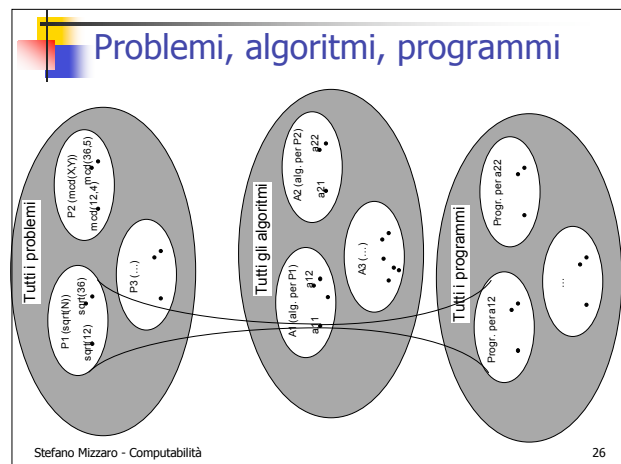 Problemi, algoritmi, programmi
Tutti i problemi
P1 (sqrt(N))
sqrt(12)
sqrt(36)
P2 (mcd(X,Y))
mcd(12,4)
mcd(36,5)
P3 (...)
Tutti gli algoritmi
A1 (alg. per P1)
a11
a12
A2 (alg. per P2)
a21
a22
A3 (...)
Tutti i programmi
Progr. per a12
Progr. per a22
...
Stefano Mizzaro - Computabilità
26